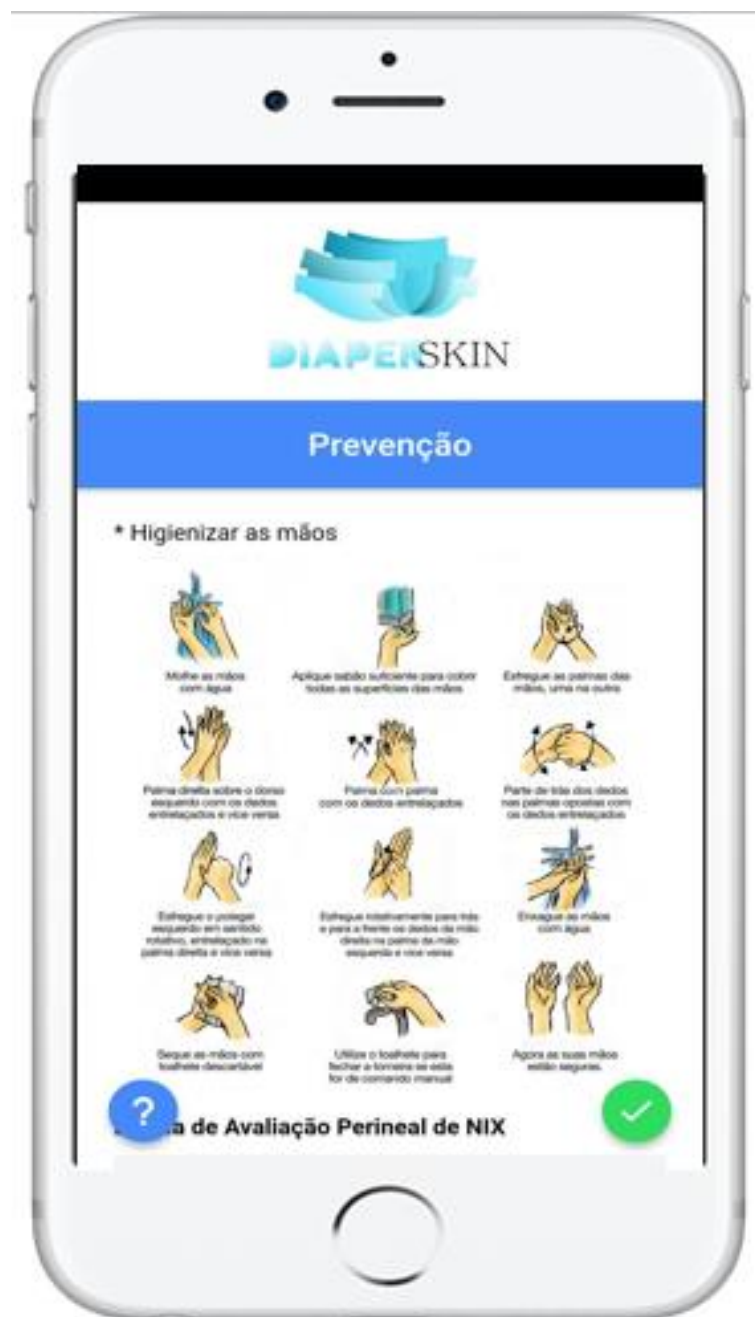 DIAPERSKIN
Prevenção
* Higienizar as mãos
Molhe as mãos
com água
Aplique sabão suficiente para cobrir
todas as superfícies das mãos
Esfregue as palmas das
mãos, uma na outra
Palma direita sobre o dorso
esquerdo com os dedos
entrelaçados e vice versa
Palma com palma
com os dedos entrelaçados
Parte de trás dos dedos
nas palmas opostas com
os dedos entrelaçados
Esfregue o polegar
esquerdo em sentido
rotativo, entrelaçado na
palma direita e vice versa
Esfregue rotativamente para trás
e para a frente os dedos da mão
direita na palma da mão
esquerda e vice versa
Enxague as mãos
com água
Seque as mãos com
toalhete descartável
Utilize o toalhete para
fechar a torneira se esta
for de comando manual
Agora as suas mãos
estão seguras.
?
de Avaliação Perineal de NIX